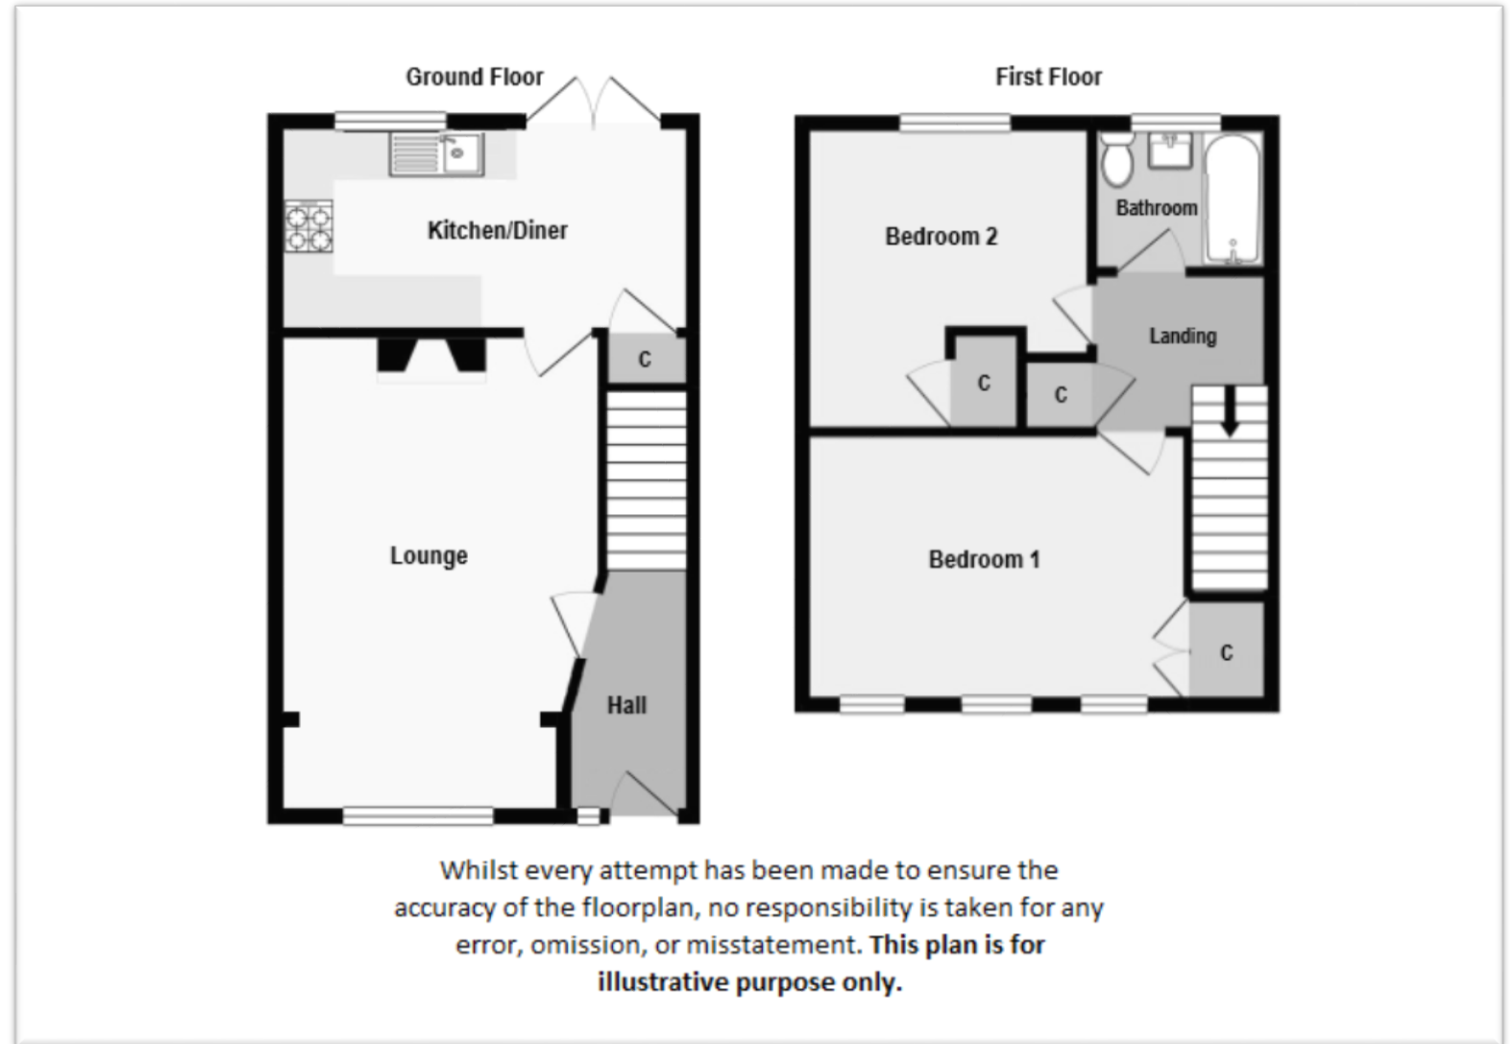 Ground Floor
First Floor
Kitchen/Diner
C
Lounge
Hall
Bedroom 2
Bathroom
Landing
C
C
Bedroom 1
C
Whilst every attempt has been made to ensure the
accuracy of the floorplan, no responsibility is taken for any
error, omission, or misstatement. This plan is for
illustrative purpose only.